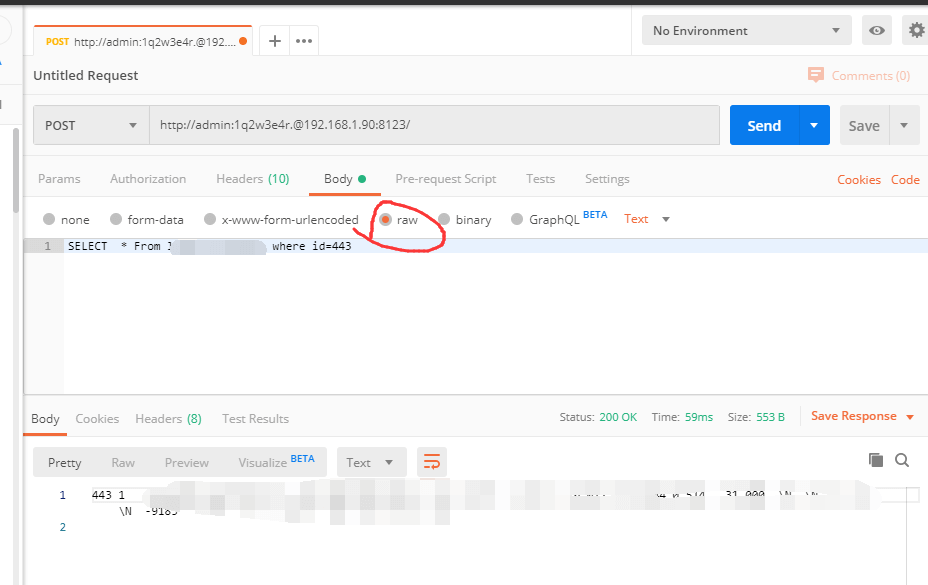 POST http://admin:1q2w3e4r.@192.... + •••
No Environment
Untitled Request
Comments (0)
POST http://admin:1q2w3e4r.@192.168.1.90:8123/ Send Save
Params Authorization Headers (10) Body Pre-request Script Tests Settings Cookies Code
none form-data x-www-form-urlencoded raw binary GraphQL BETA Text
1 SELECT * From where id=443
Body Cookies Headers (8) Test Results Status: 200 OK Time: 59ms Size: 553 B Save Response
Pretty Raw Preview Visualize BETA Text
1 443 1 31.000 \N \N
\N -9185
2